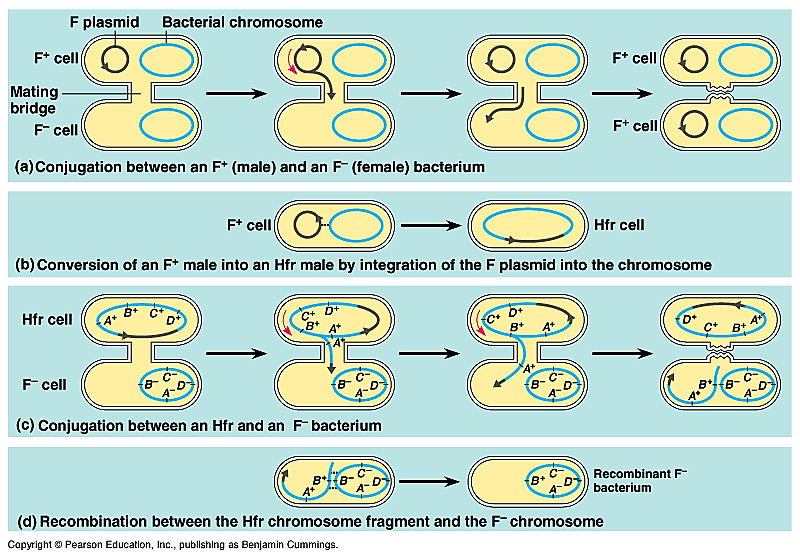 F plasmid Bacterial chromosome
F⁺ cell
Mating
bridge
F⁻ cell
F⁺ cell
F⁺ cell
(a) Conjugation between an F⁺ (male) and an F⁻ (female) bacterium
F⁺ cell
Hfr cell
(b) Conversion of an F⁺ male into an Hfr male by integration of the F plasmid into the chromosome
Hfr cell
A⁺ B⁺ C⁺ D⁺
F⁻ cell
B⁻ C⁻ A⁻ D⁻
C⁺ D⁺ B⁺ A⁺
A⁺
B⁻ C⁻ A⁻ D⁻
C⁺ D⁺ B⁺ A⁺
A⁺
B⁻ C⁻ A⁻ D⁻
D⁺ C⁺ B⁺ A⁺
A⁺ B⁺ B⁻ C⁻ A⁻ D⁻
(c) Conjugation between an Hfr and an F⁻ bacterium
A⁺ B⁺ B⁻ C⁻ A⁻ D⁻
B⁺ C⁻ A⁻ D⁻
Recombinant F⁻
bacterium
(d) Recombination between the Hfr chromosome fragment and the F⁻ chromosome
Copyright © Pearson Education, Inc., publishing as Benjamin Cummings.